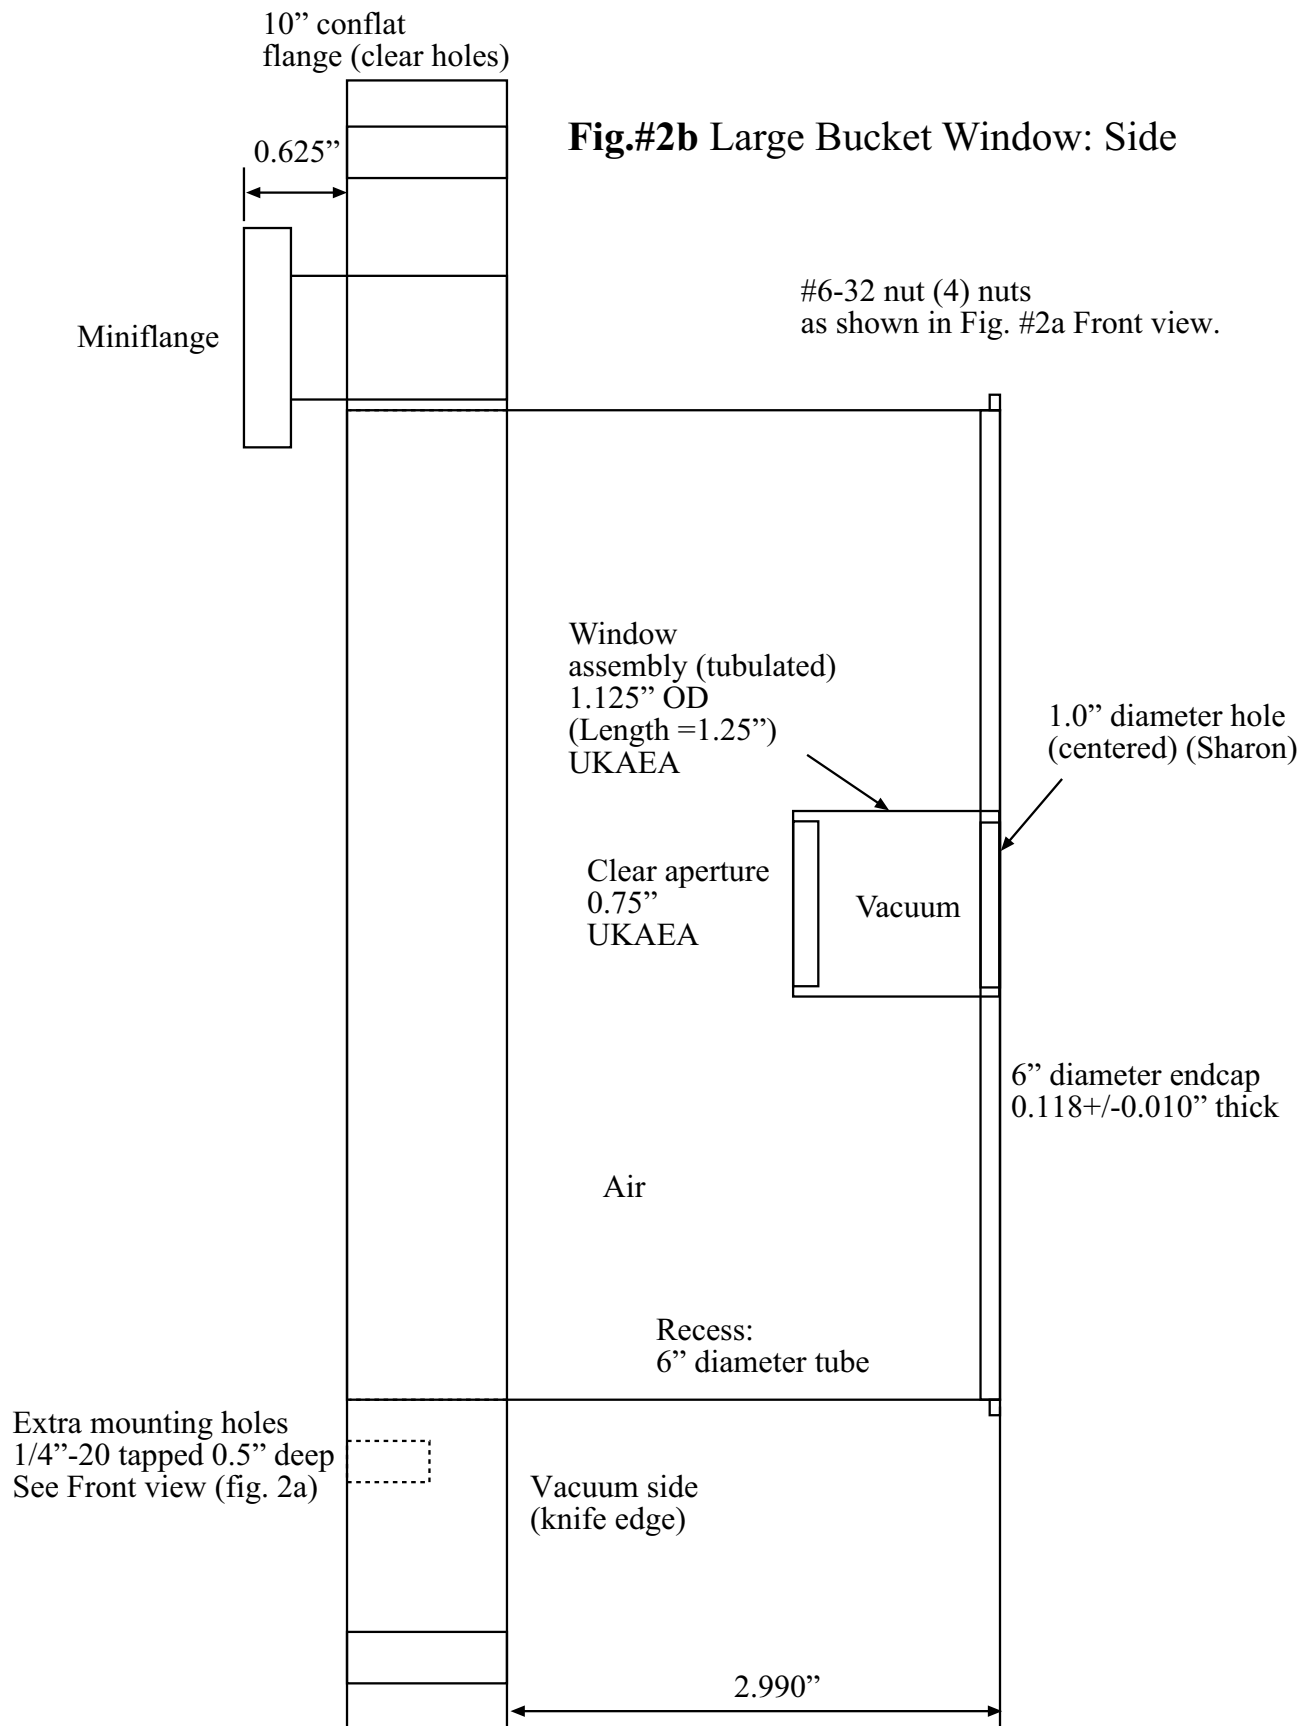 10” conflat
flange (clear holes)
Fig.#2b Large Bucket Window: Side
0.625”
#6-32 nut (4) nuts
as shown in Fig. #2a Front view.
Miniflange
Window
assembly (tubulated)
1.125” OD
(Length =1.25”)
UKAEA
1.0” diameter hole
(centered) (Sharon)
Clear aperture
0.75”
UKAEA
Vacuum
6” diameter endcap
0.118+/-0.010” thick
Air
Recess:
6” diameter tube
Extra mounting holes
1/4”-20 tapped 0.5” deep
See Front view (fig. 2a)
Vacuum side
(knife edge)
2.990”